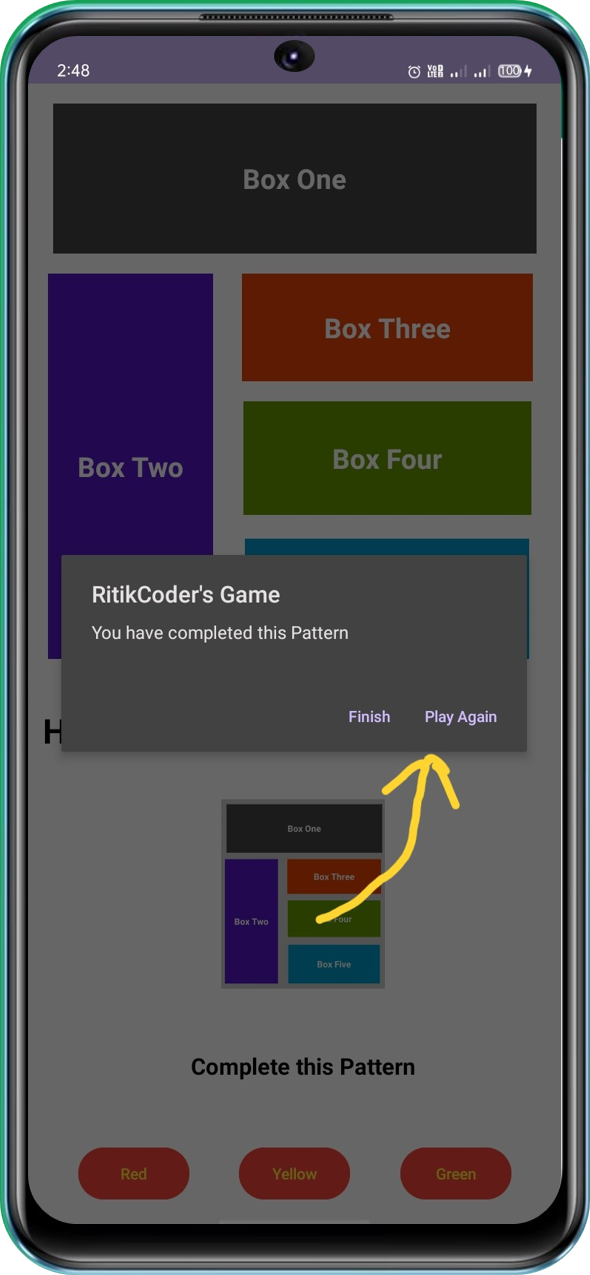 2:48
VoD
LTE
100
Box One
Box Three
Box Two
Box Four
RitikCoder's Game
You have completed this Pattern
Finish
Play Again
H
Box One
Box Three
Box Two
Four
Box Five
Complete this Pattern
Red
Yellow
Green